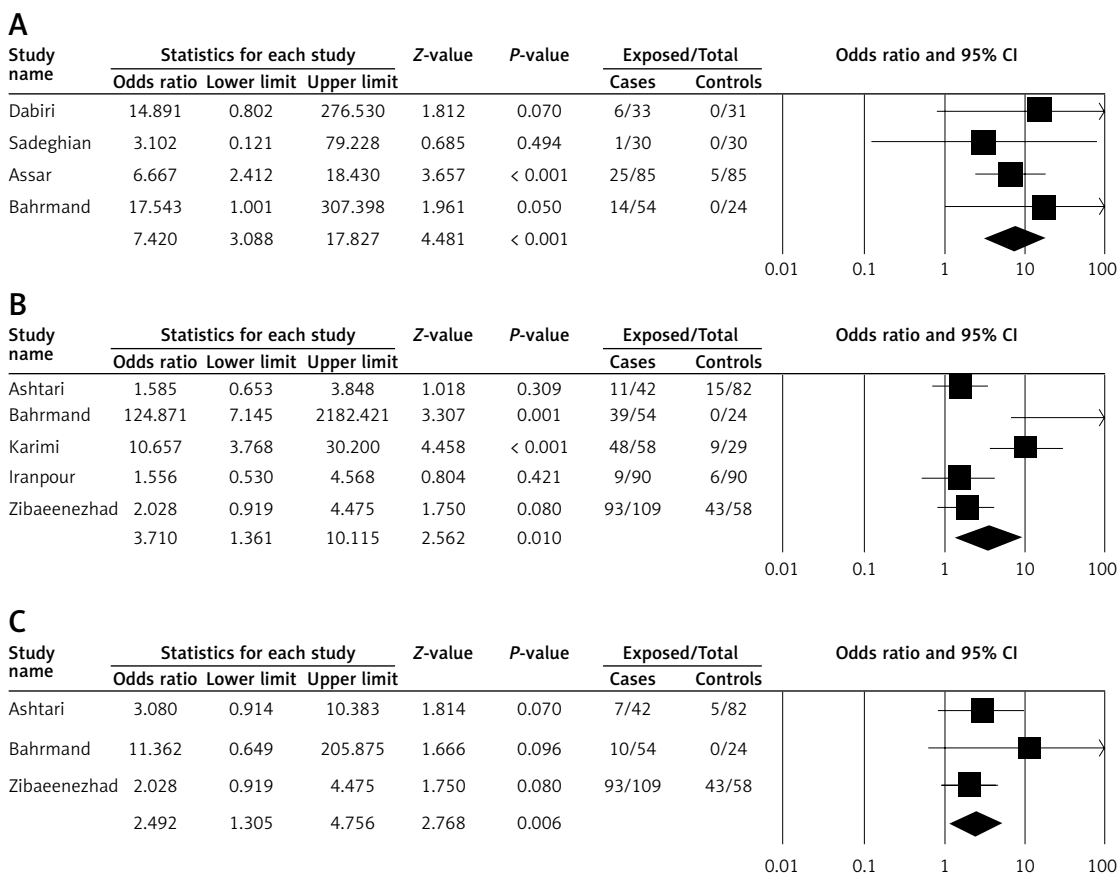 A
Study name Statistics for each study Z-value P-value Exposed/Total Odds ratio and 95% CI
Odds ratio Lower limit Upper limit Cases Controls
Dabiri 14.891 0.802 276.530 1.812 0.070 6/33 0/31
Sadeghian 3.102 0.121 79.228 0.685 0.494 1/30 0/30
Assar 6.667 2.412 18.430 3.657 < 0.001 25/85 5/85
Bahrmand 17.543 1.001 307.398 1.961 0.050 14/54 0/24
7.420 3.088 17.827 4.481 < 0.001
0.01 0.1 1 10 100
B
Study name Statistics for each study Z-value P-value Exposed/Total Odds ratio and 95% CI
Odds ratio Lower limit Upper limit Cases Controls
Ashtari 1.585 0.653 3.848 1.018 0.309 11/42 15/82
Bahrmand 124.871 7.145 2182.421 3.307 0.001 39/54 0/24
Karimi 10.657 3.768 30.200 4.458 < 0.001 48/58 9/29
Iranpour 1.556 0.530 4.568 0.804 0.421 9/90 6/90
Zibaeenezhad 2.028 0.919 4.475 1.750 0.080 93/109 43/58
3.710 1.361 10.115 2.562 0.010
0.01 0.1 1 10 100
C
Study name Statistics for each study Z-value P-value Exposed/Total Odds ratio and 95% CI
Odds ratio Lower limit Upper limit Cases Controls
Ashtari 3.080 0.914 10.383 1.814 0.070 7/42 5/82
Bahrmand 11.362 0.649 205.875 1.666 0.096 10/54 0/24
Zibaeenezhad 2.028 0.919 4.475 1.750 0.080 93/109 43/58
2.492 1.305 4.756 2.768 0.006
0.01 0.1 1 10 100